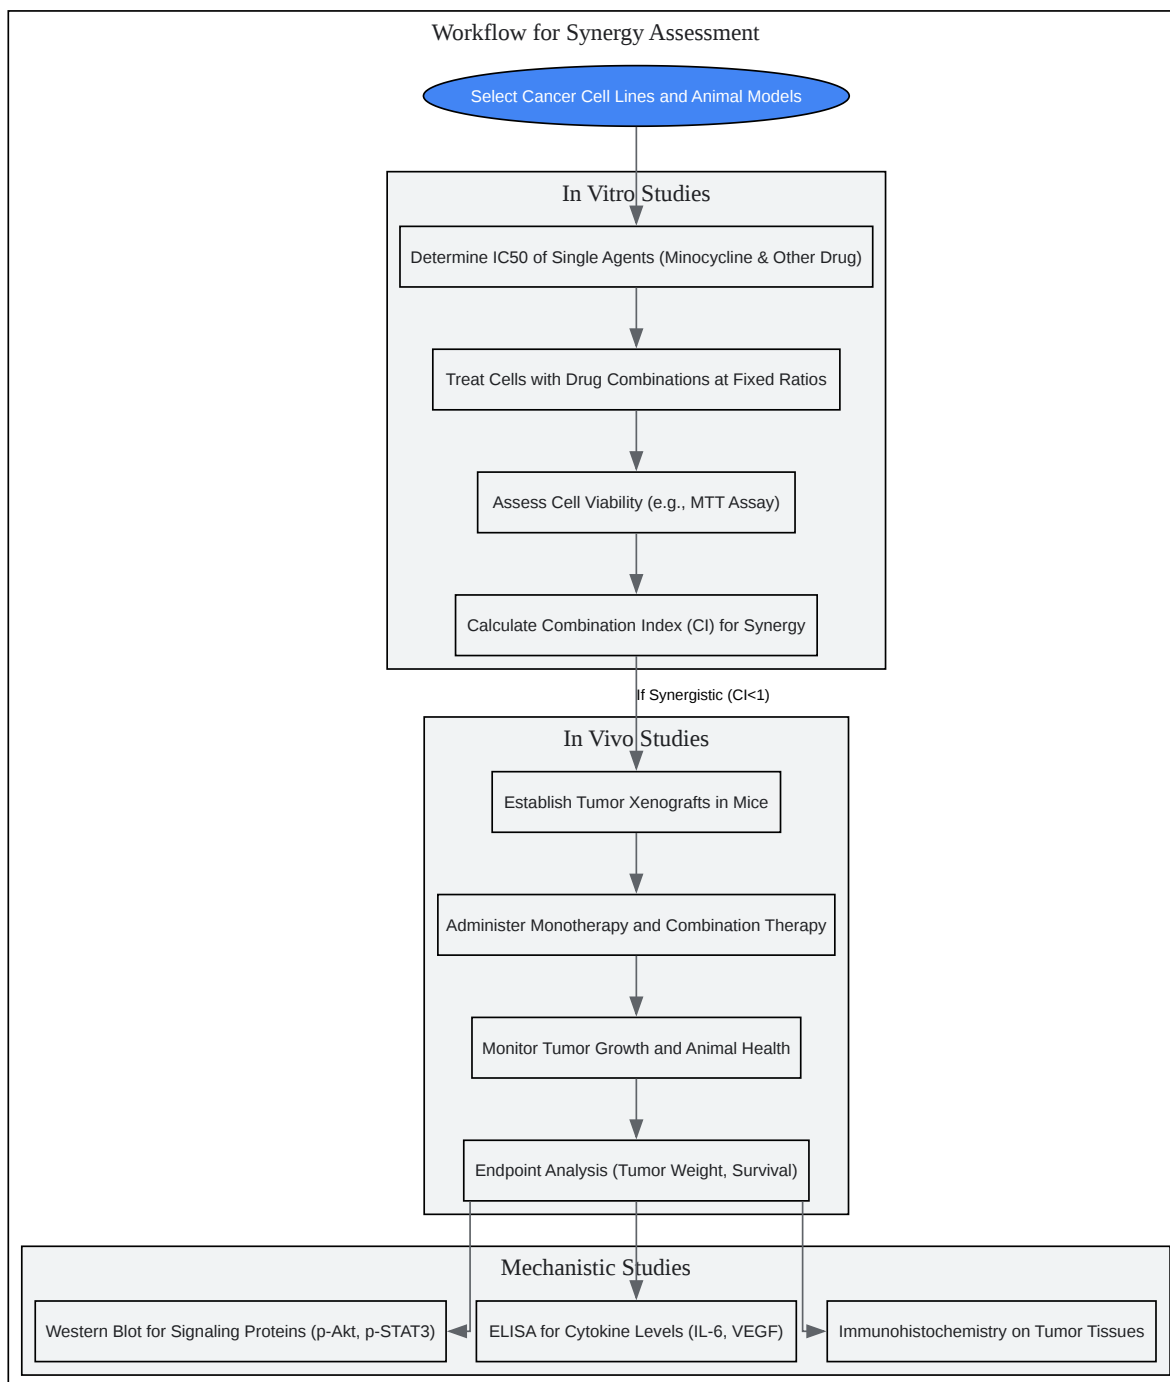 Workflow for Synergy Assessment
Select Cancer Cell Lines and Animal Models
In Vitro Studies
Determine IC50 of Single Agents (Minocycline & Other Drug)
Treat Cells with Drug Combinations at Fixed Ratios
Assess Cell Viability (e.g., MTT Assay)
Calculate Combination Index (CI) for Synergy
If Synergistic (CI<1)
In Vivo Studies
Establish Tumor Xenografts in Mice
Administer Monotherapy and Combination Therapy
Monitor Tumor Growth and Animal Health
Endpoint Analysis (Tumor Weight, Survival)
Mechanistic Studies
Western Blot for Signaling Proteins (p-Akt, p-STAT3)
ELISA for Cytokine Levels (IL-6, VEGF)
Immunohistochemistry on Tumor Tissues